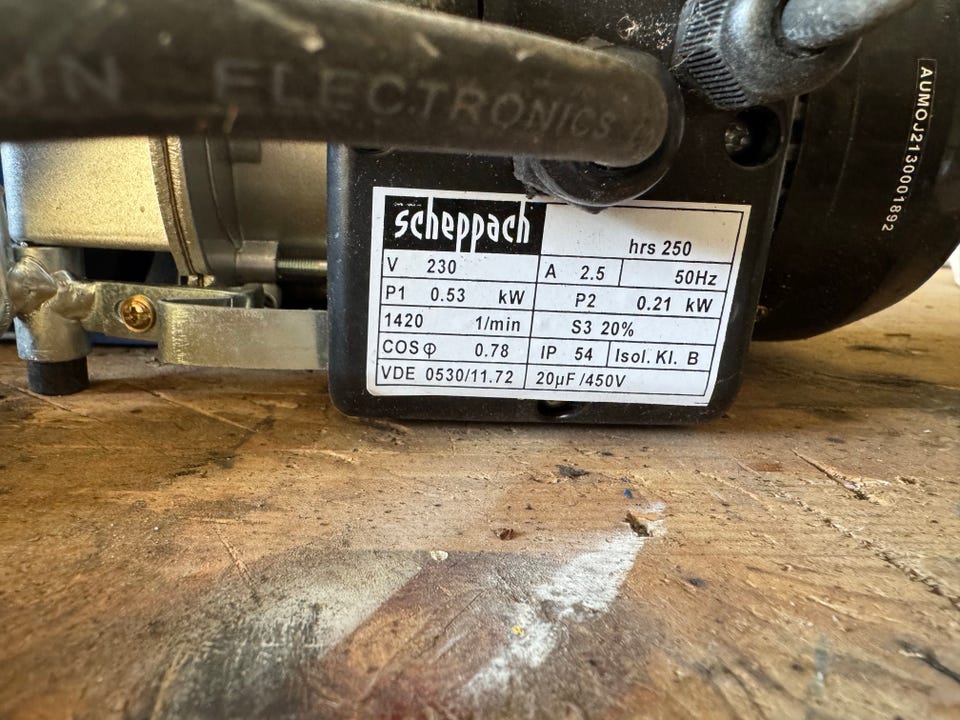 ELECTRONICS
AUMOJ2130001892
scheppach
hrs 250
V 230
A 2.5
50Hz
P1 0.53 kW
P2 0.21 kW
1420 1/min
S3 20%
COS ϕ 0.78
IP 54
Isol. Kl. B
VDE 0530/11.72
20µF/450V